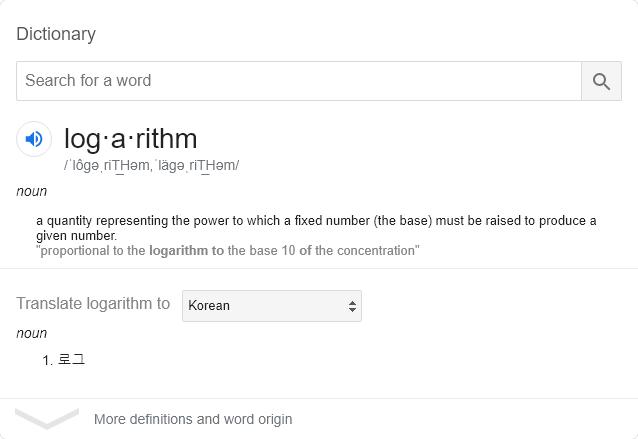 Dictionary
Search for a word
log·a·rithm
/ˈlôɡəˌriT͟Həm,ˈläɡəˌriT͟Həm/
noun
a quantity representing the power to which a fixed number (the base) must be raised to produce a
given number.
"proportional to the logarithm to the base 10 of the concentration"
Translate logarithm to Korean
noun
1. 로그
More definitions and word origin